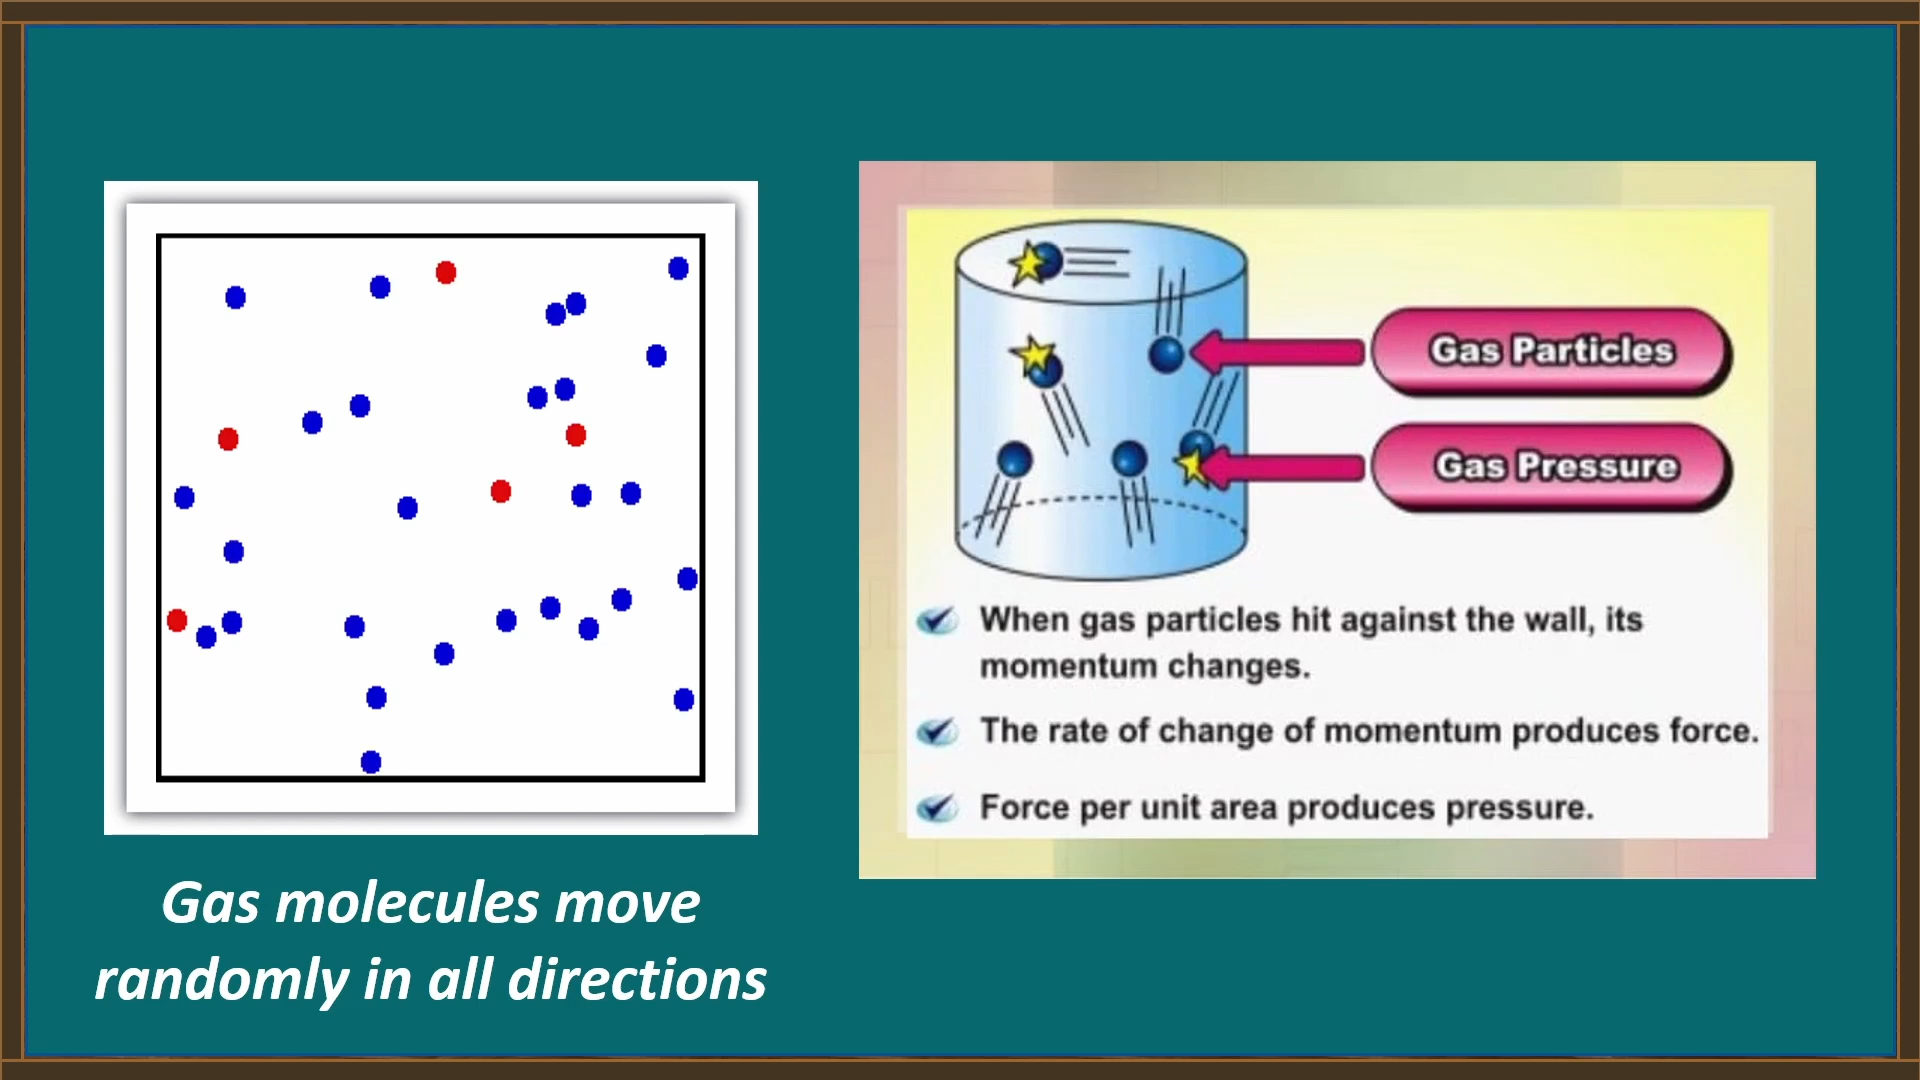 Gas molecules move
randomly in all directions
Gas Particles
Gas Pressure
When gas particles hit against the wall, its
momentum changes.
The rate of change of momentum produces force.
Force per unit area produces pressure.